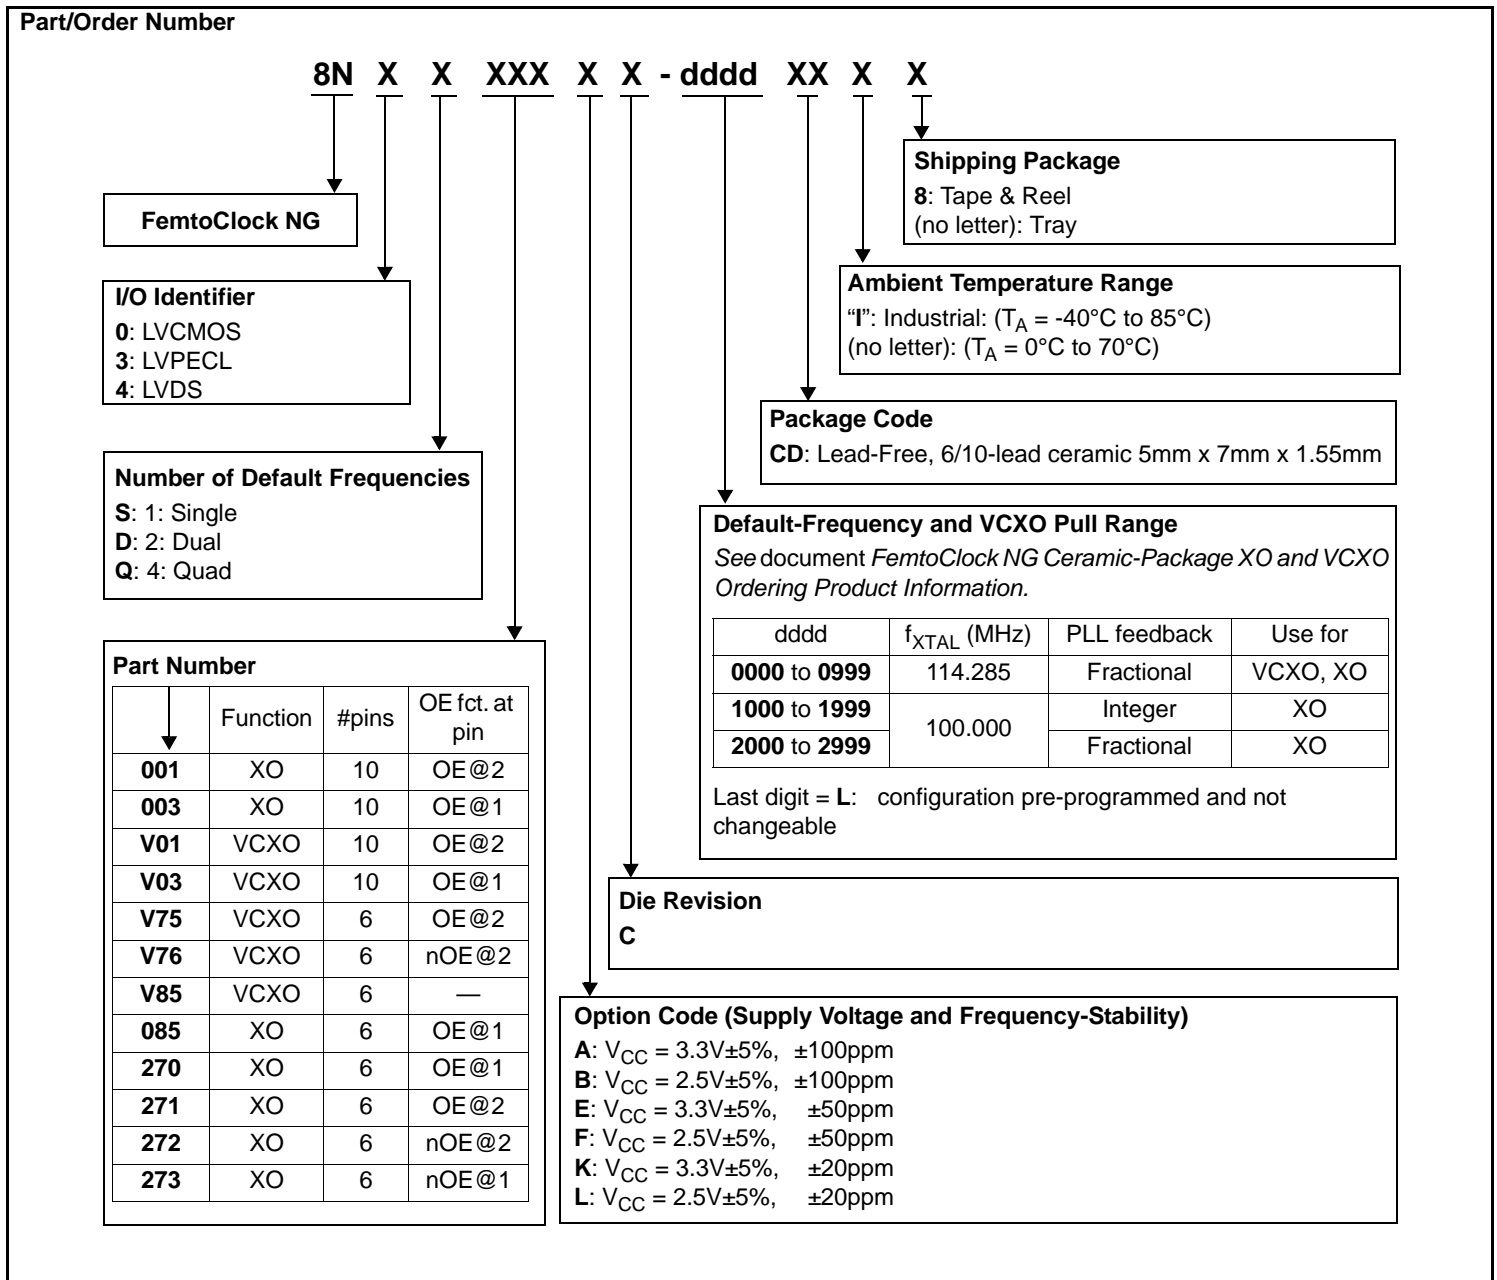 Part/Order Number
8N X X XXX X X - dddd XX X X
Shipping Package
8: Tape & Reel
(no letter): Tray
FemtoClock NG
Ambient Temperature Range
“I”: Industrial: (TA = -40°C to 85°C)
(no letter): (TA = 0°C to 70°C)
I/O Identifier
0: LVCMOS
3: LVPECL
4: LVDS
Package Code
CD: Lead-Free, 6/10-lead ceramic 5mm x 7mm x 1.55mm
Number of Default Frequencies
S: 1: Single
D: 2: Dual
Q: 4: Quad
Default-Frequency and VCXO Pull Range
See document FemtoClock NG Ceramic-Package XO and VCXO
Ordering Product Information.
dddd fXTAL (MHz) PLL feedback Use for
0000 to 0999 114.285 Fractional VCXO, XO
1000 to 1999 100.000 Integer XO
2000 to 2999 Fractional XO
Last digit = L: configuration pre-programmed and not
changeable
Part Number
Function #pins OE fct. at
pin
001 XO 10 OE@2
003 XO 10 OE@1
V01 VCXO 10 OE@2
V03 VCXO 10 OE@1
V75 VCXO 6 OE@2
V76 VCXO 6 nOE@2
V85 VCXO 6 —
085 XO 6 OE@1
270 XO 6 OE@1
271 XO 6 OE@2
272 XO 6 nOE@2
273 XO 6 nOE@1
Die Revision
C
Option Code (Supply Voltage and Frequency-Stability)
A: VCC = 3.3V±5%, ±100ppm
B: VCC = 2.5V±5%, ±100ppm
E: VCC = 3.3V±5%, ±50ppm
F: VCC = 2.5V±5%, ±50ppm
K: VCC = 3.3V±5%, ±20ppm
L: VCC = 2.5V±5%, ±20ppm